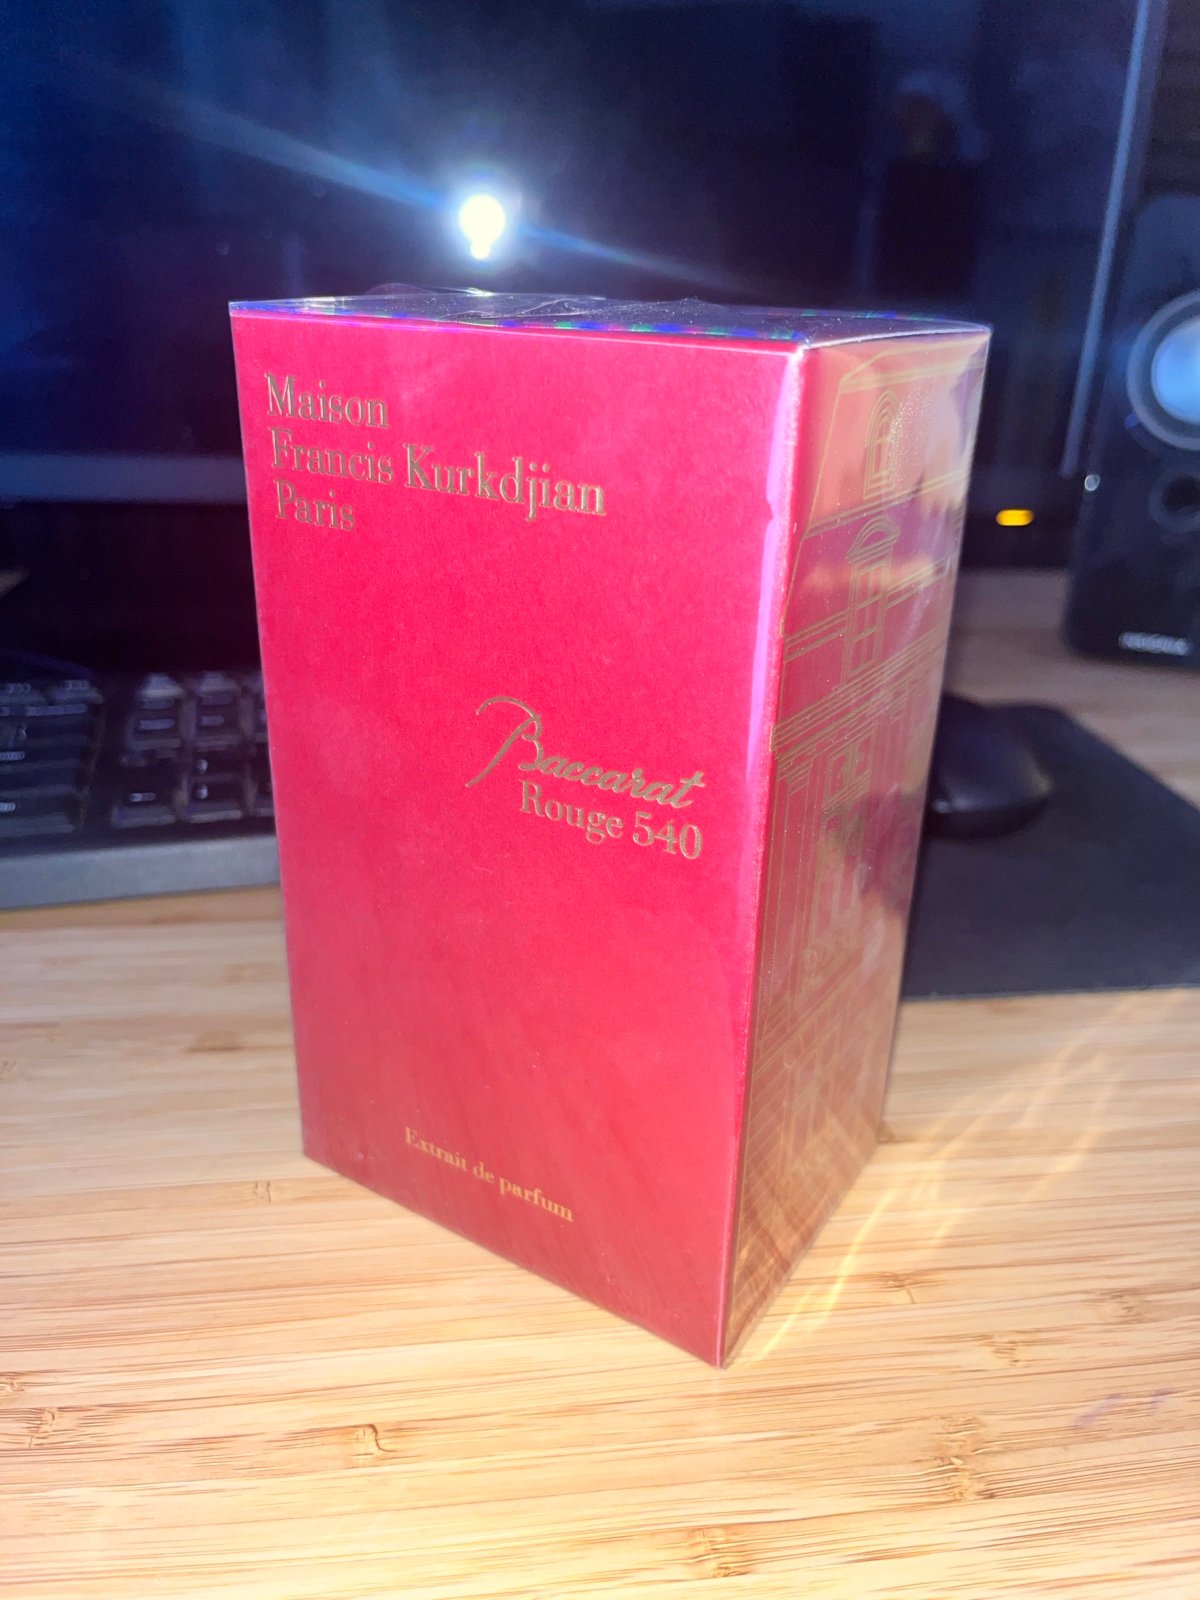 Maison
Francis Kurkdjian
Paris
Baccarat
Rouge 540
Extrait de parfum